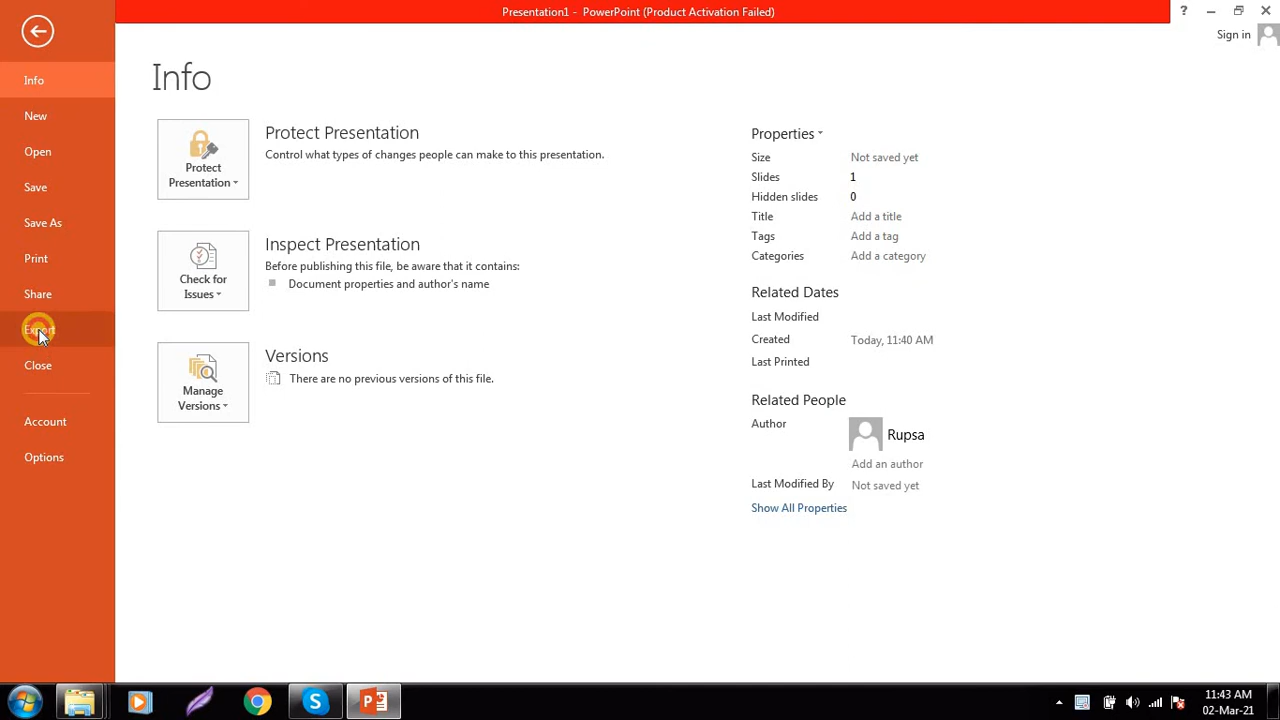 Presentation1 - PowerPoint (Product Activation Failed)
?
Sign in
Info
New
Open
Save
Save As
Print
Share
Export
Close
Account
Options
Info
Protect Presentation
Protect Presentation
Control what types of changes people can make to this presentation.
Check for Issues
Inspect Presentation
Before publishing this file, be aware that it contains:
Document properties and author's name
Manage Versions
Versions
There are no previous versions of this file.
Properties
Size Not saved yet
Slides 1
Hidden slides 0
Title Add a title
Tags Add a tag
Categories Add a category
Related Dates
Last Modified
Created Today, 11:40 AM
Last Printed
Related People
Author Rupsa
Add an author
Last Modified By Not saved yet
Show All Properties
11:43 AM
02-Mar-21